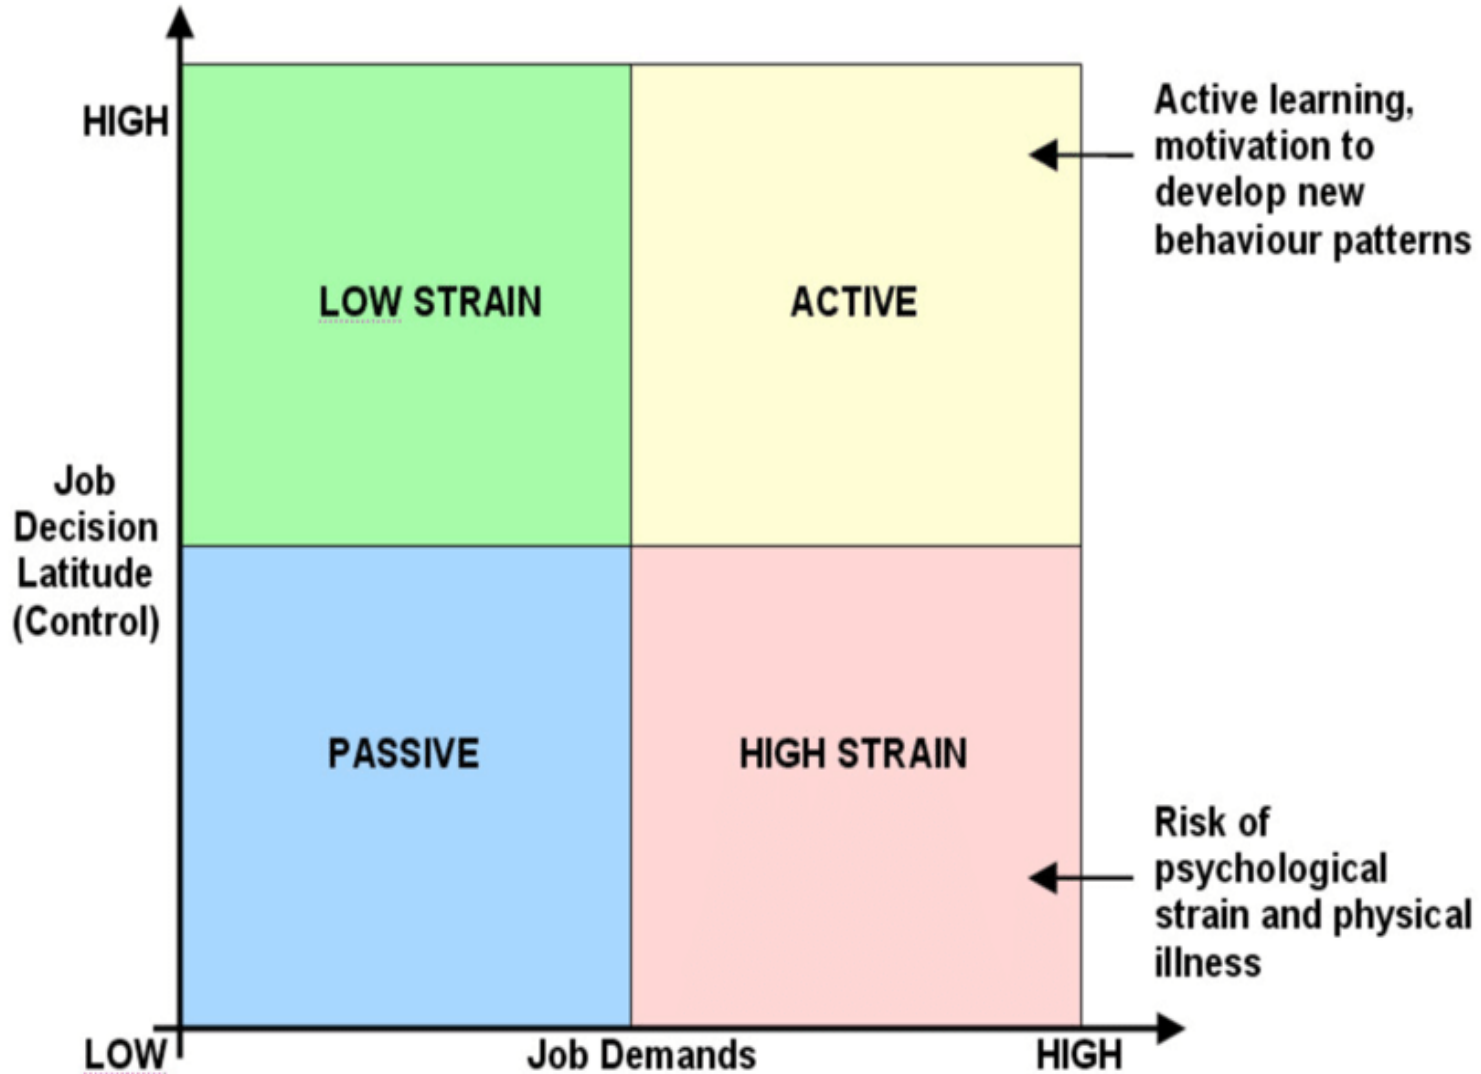 HIGH
Active learning,
motivation to
develop new
behaviour patterns
LOW STRAIN
ACTIVE
Job
Decision
Latitude
(Control)
PASSIVE
HIGH STRAIN
Risk of
psychological
strain and physical
illness
LOW
Job Demands
HIGH